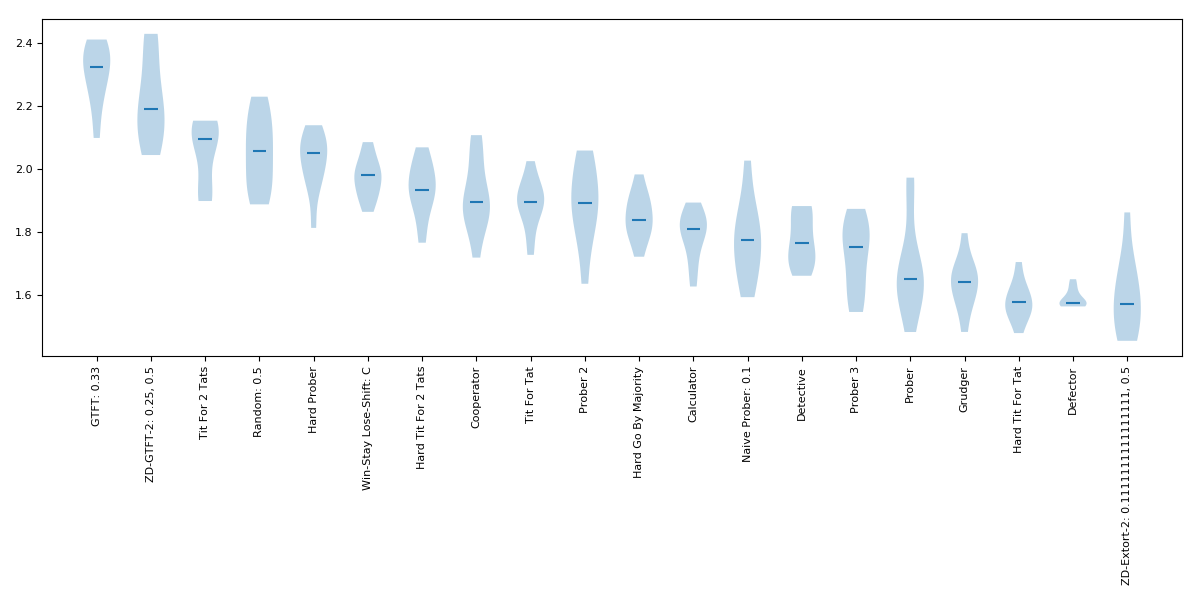 2.4
2.2
2.0
1.8
1.6
GTFT: 0.33
ZD-GTFT-2: 0.25, 0.5
Tit For 2 Tats
Random: 0.5
Hard Prober
Win-Stay Lose-Shift: C
Hard Tit For 2 Tats
Cooperator
Tit For Tat
Prober 2
Hard Go By Majority
Calculator
Naive Prober: 0.1
Detective
Prober 3
Prober
Grudger
Hard Tit For Tat
Defector
ZD-Extort-2: 0.1111111111111111, 0.5